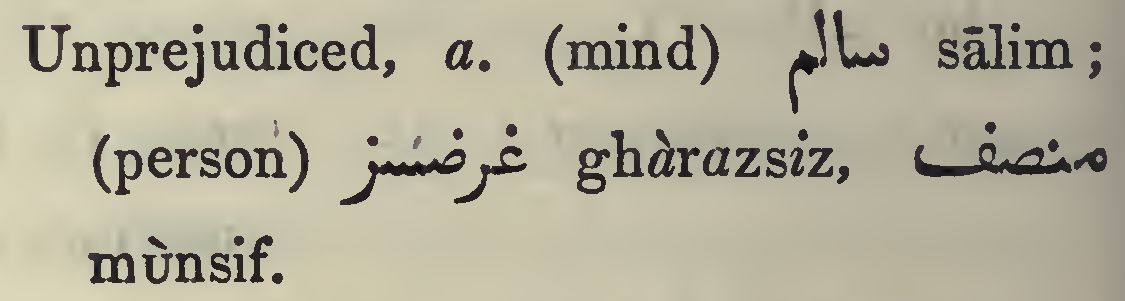 Unprejudiced, a. (mind) سالم sālim ;
(person) غرضسز ghàrazsiz, منصف
mùnsif.